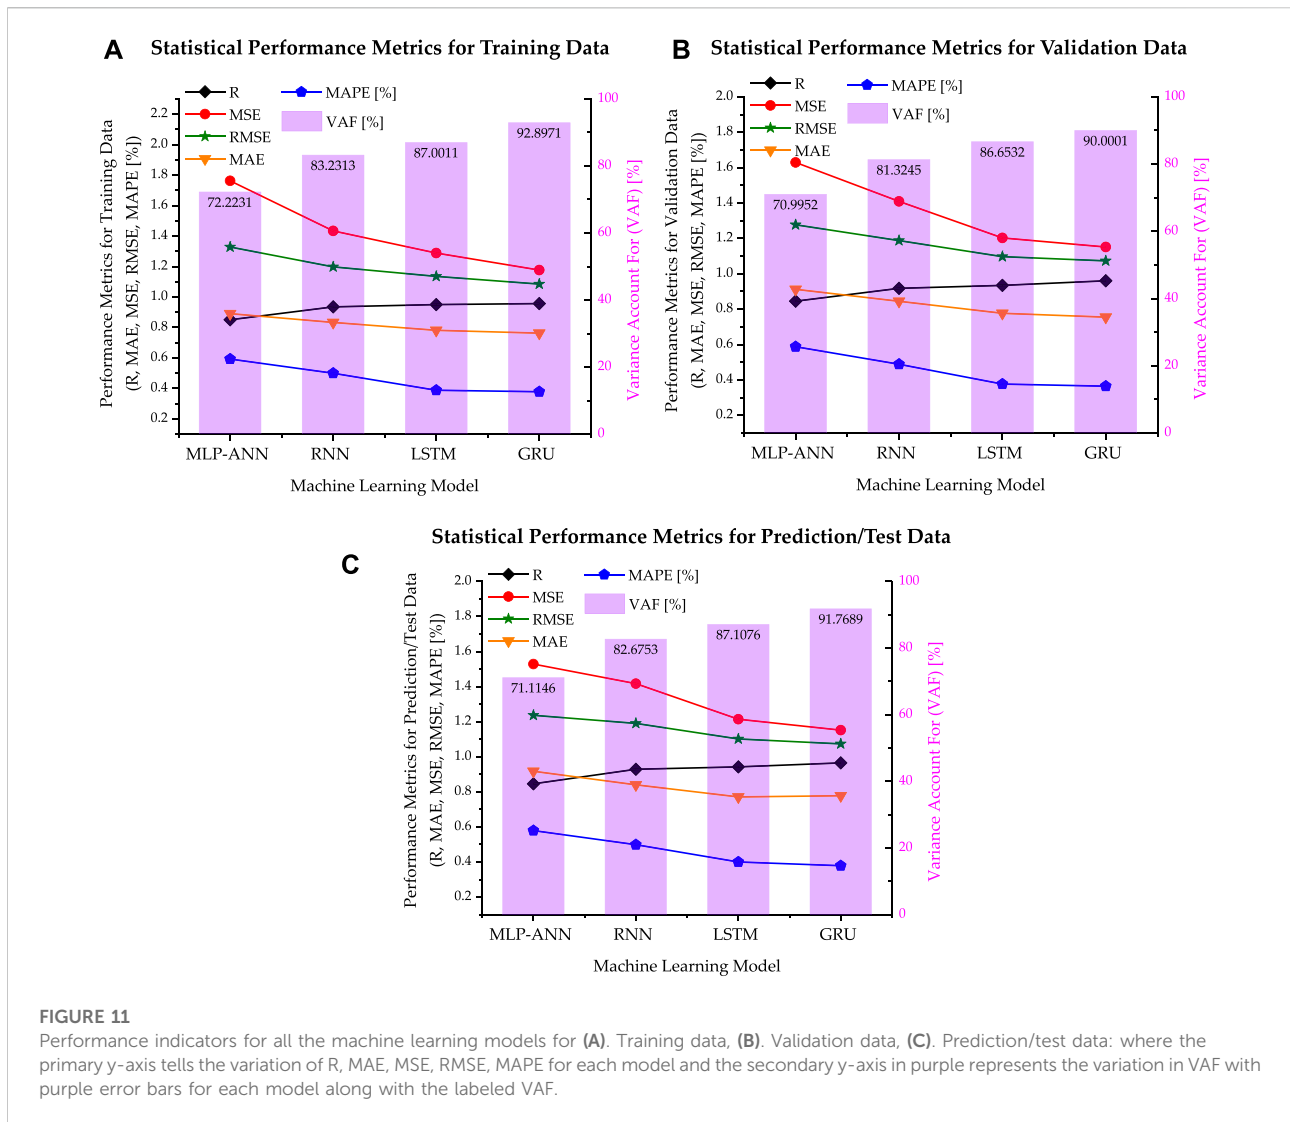 A
Statistical Performance Metrics for Training Data
R
MSE
RMSE
MAE
MAPE [%]
VAF [%]
Performance Metrics for Training Data
(R, MAE, MSE, RMSE, MAPE [%])
2.2
2.0
1.8
1.6
1.4
1.2
1.0
0.8
0.6
0.4
0.2
72.2231
83.2313
87.0011
92.8971
100
80
60
40
20
0
Variance Account For (VAF) [%]
MLP-ANN RNN LSTM GRU
Machine Learning Model
B
Statistical Performance Metrics for Validation Data
R
MSE
RMSE
MAE
MAPE [%]
VAF [%]
Performance Metrics for Validation Data
(R, MAE, MSE, RMSE, MAPE [%])
2.0
1.8
1.6
1.4
1.2
1.0
0.8
0.6
0.4
0.2
70.9952
81.3245
86.6532
90.0001
100
80
60
40
20
0
Variance Account For (VAF) [%]
MLP-ANN RNN LSTM GRU
Machine Learning Model
C
Statistical Performance Metrics for Prediction/Test Data
R
MSE
RMSE
MAE
MAPE [%]
VAF [%]
Performance Metrics for Prediction/Test Data
(R, MAE, MSE, RMSE, MAPE [%])
2.0
1.8
1.6
1.4
1.2
1.0
0.8
0.6
0.4
0.2
71.1146
82.6753
87.1076
91.7689
100
80
60
40
20
0
Variance Account For (VAF) [%]
MLP-ANN RNN LSTM GRU
Machine Learning Model
FIGURE 11
Performance indicators for all the machine learning models for (A). Training data, (B). Validation data, (C). Prediction/test data: where the
primary y-axis tells the variation of R, MAE, MSE, RMSE, MAPE for each model and the secondary y-axis in purple represents the variation in VAF with
purple error bars for each model along with the labeled VAF.